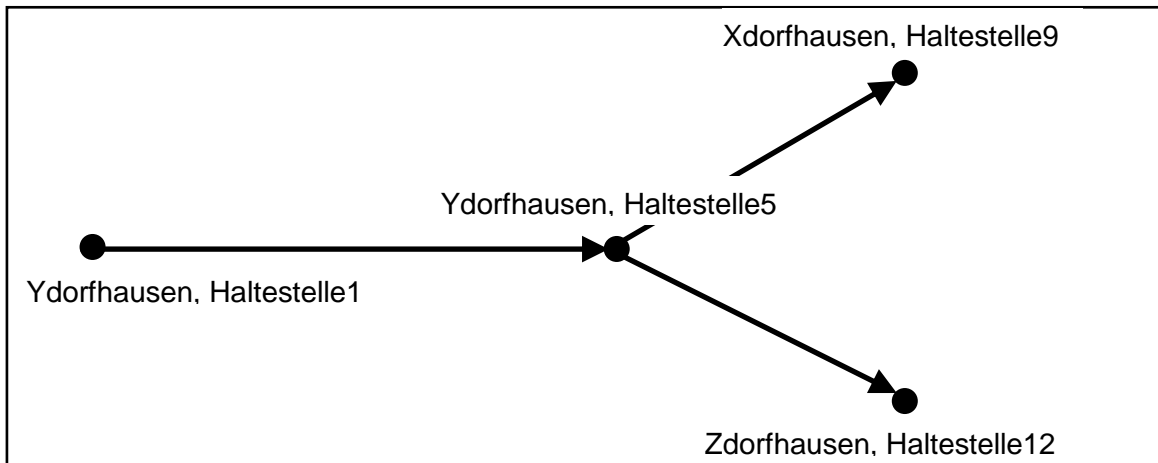 Xdorfhausen, Haltestelle9
Ydorfhausen, Haltestelle5
Ydorfhausen, Haltestelle1
Zdorfhausen, Haltestelle12